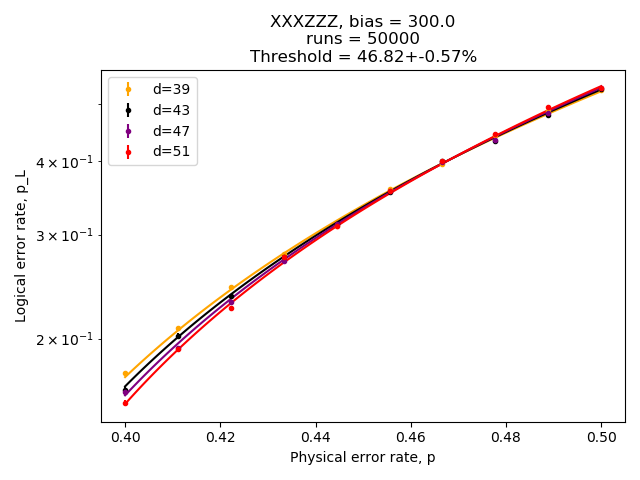 XXXZZZ, bias = 300.0
runs = 50000
Threshold = 46.82+-0.57%
d=39
d=43
d=47
d=51
Logical error rate, p_L
4 × 10⁻¹
3 × 10⁻¹
2 × 10⁻¹
0.40 0.42 0.44 0.46 0.48 0.50
Physical error rate, p